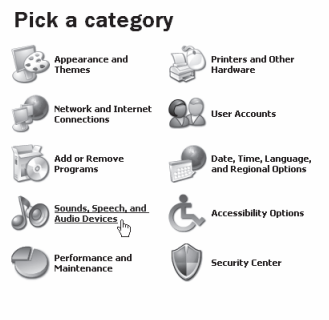 Pick a category
Appearance and
Themes
Printers and Other
Hardware
Network and Internet
Connections
User Accounts
Add or Remove
Programs
Date, Time, Language,
and Regional Options
Sounds, Speech, and
Audio Devices
Accessibility Options
Performance and
Maintenance
Security Center